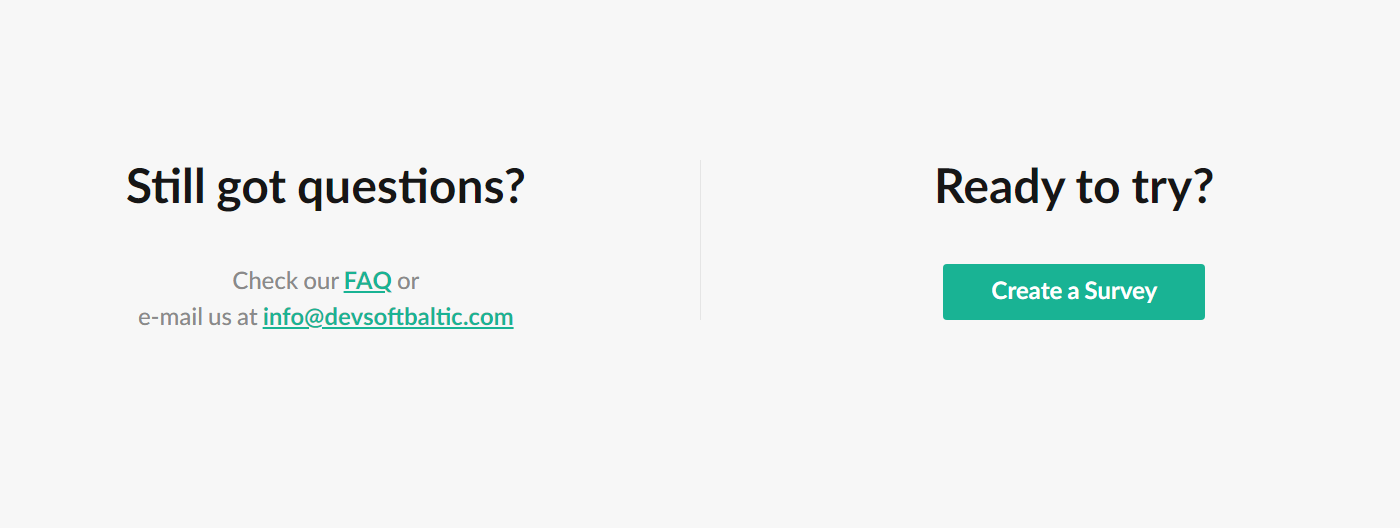 Still got questions?
Check our FAQ or
e-mail us at info@devsoftbaltic.com
Ready to try?
Create a Survey